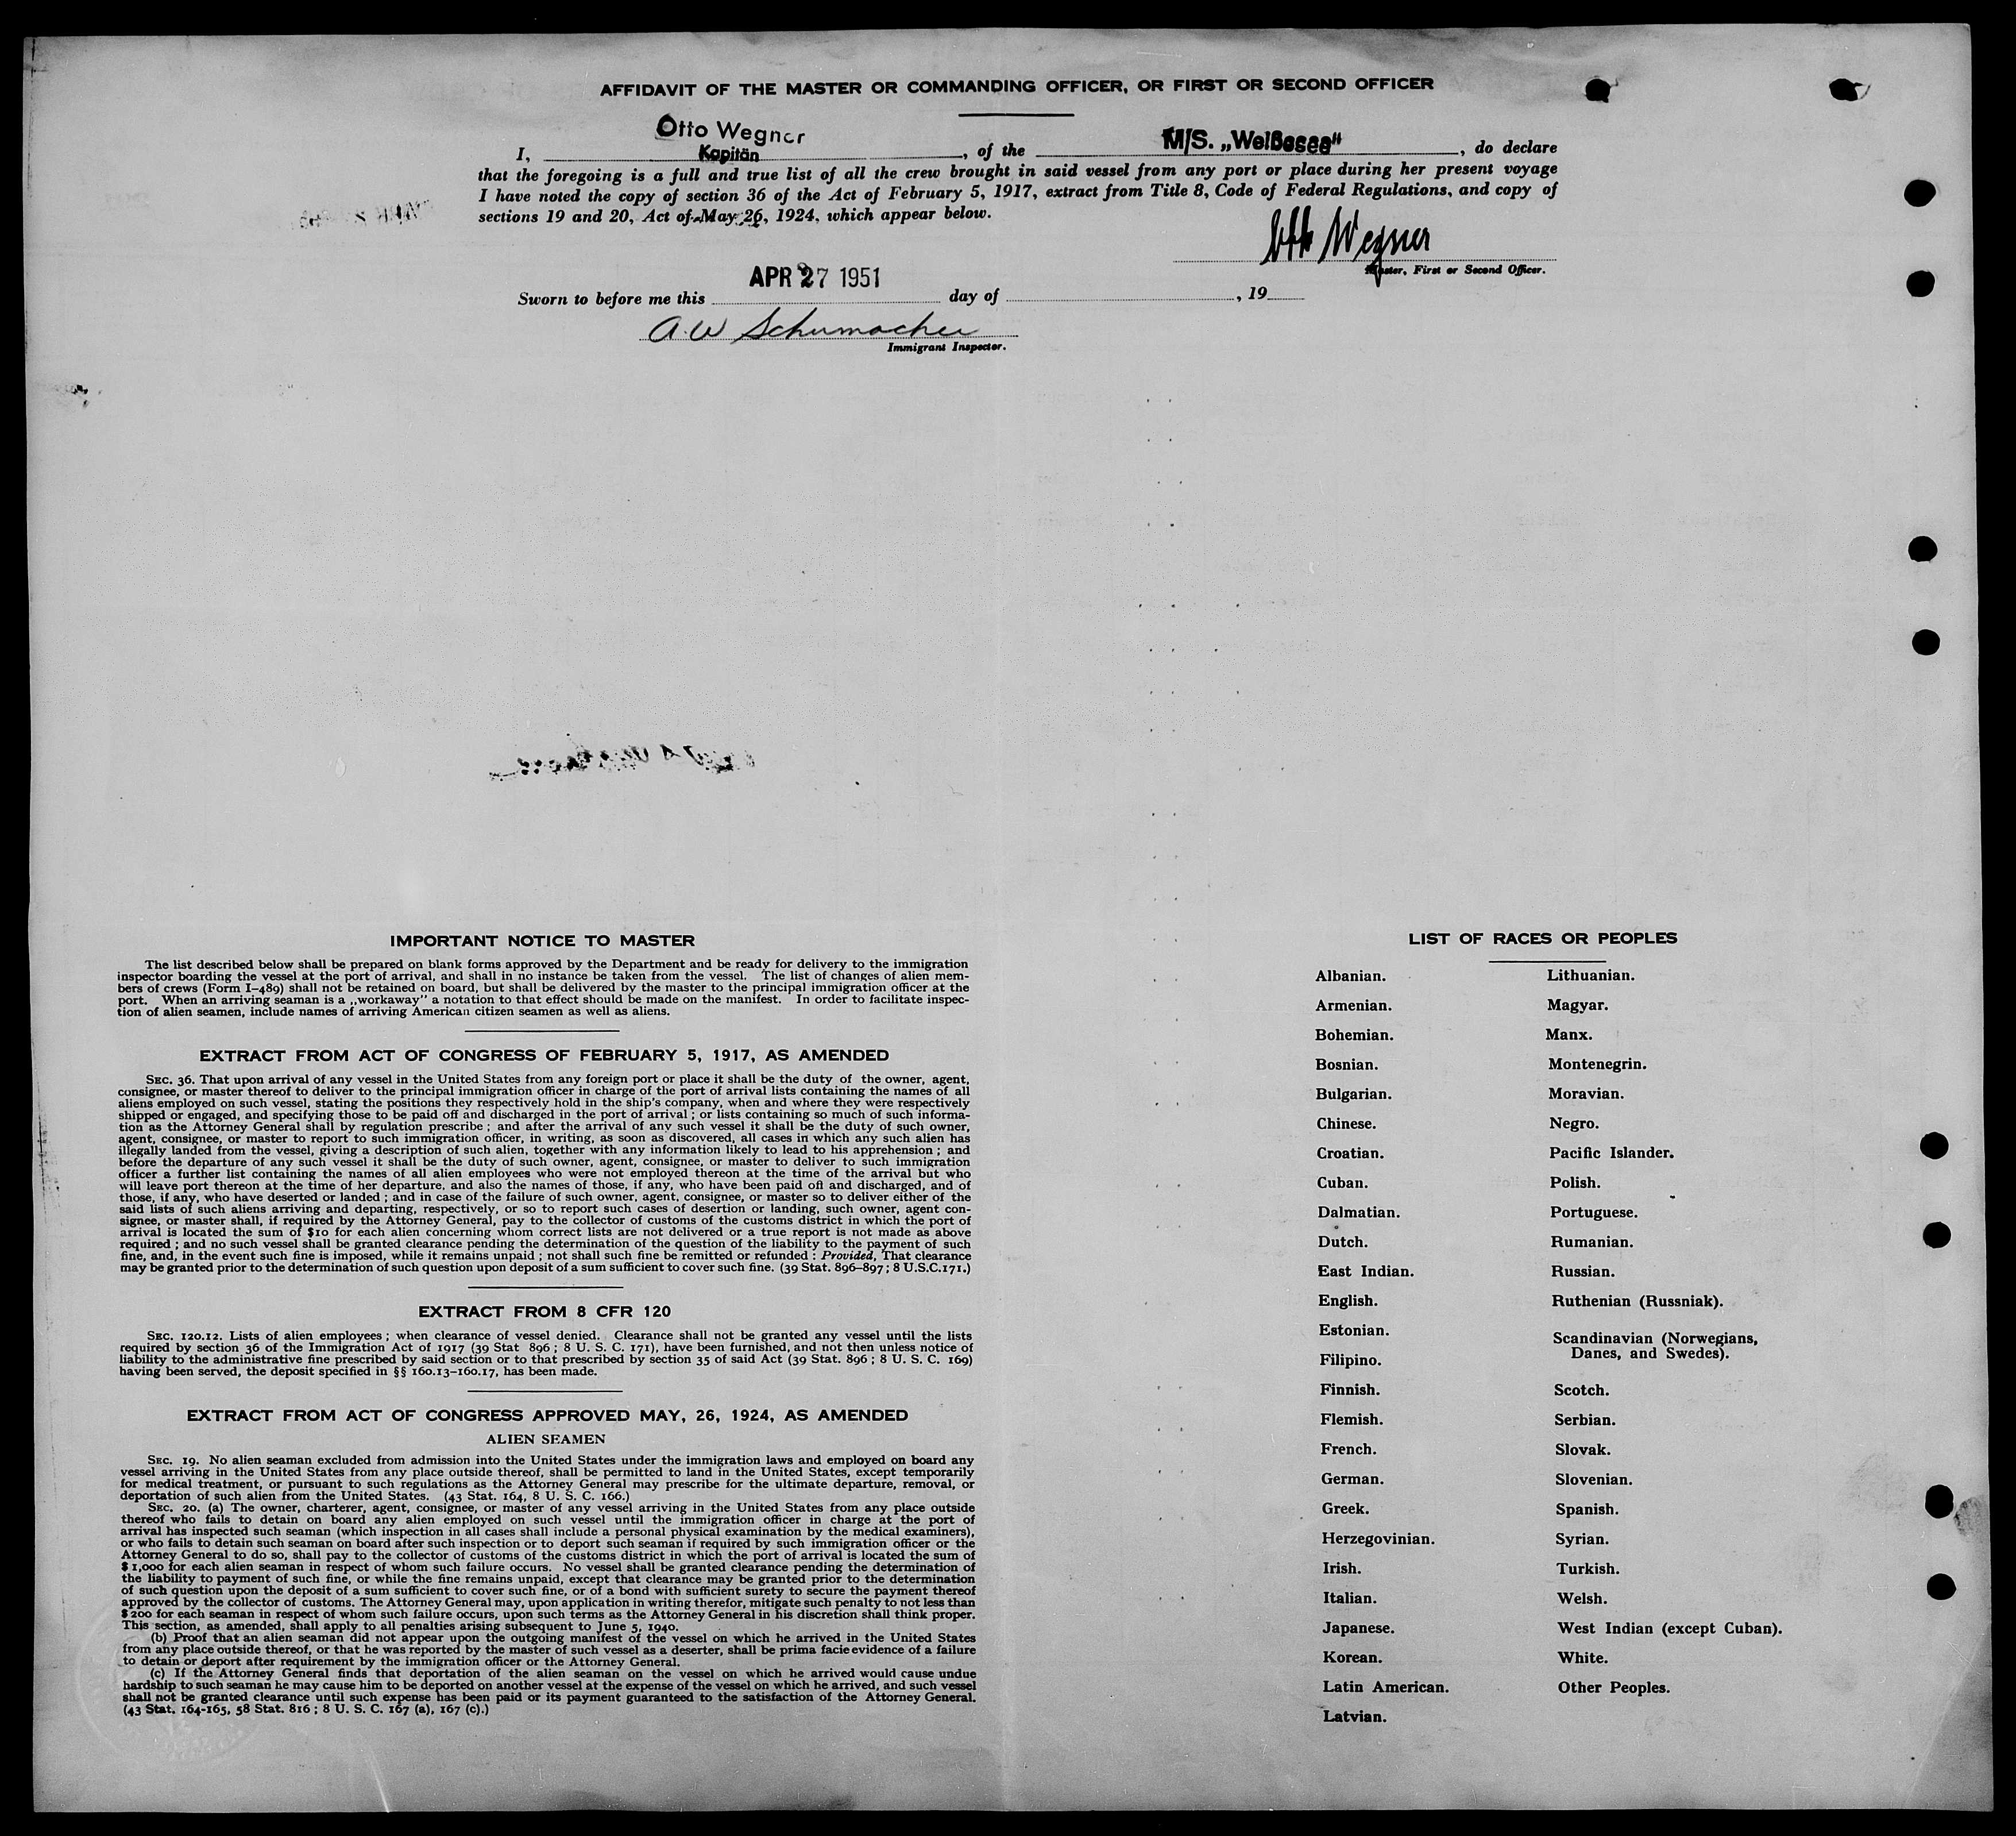 AFFIDAVIT OF THE MASTER OR COMMANDING OFFICER, OR FIRST OR SECOND OFFICER
Otto Wegner
Kapitän
M/S. „Weißesee"
I, , of the , do declare
that the foregoing is a full and true list of all the crew brought in said vessel from any port or place during her present voyage
I have noted the copy of section 36 of the Act of February 5, 1917, extract from Title 8, Code of Federal Regulations, and copy of
sections 19 and 20, Act of May 26, 1924, which appear below.
Otto Wegner
Master, First or Second Officer.
APR 27 1951
Sworn to before me this day of , 19
A. W Schumacher
Immigrant Inspector.
IMPORTANT NOTICE TO MASTER
The list described below shall be prepared on blank forms approved by the Department and be ready for delivery to the immigration
inspector boarding the vessel at the port of arrival, and shall in no instance be taken from the vessel. The list of changes of alien mem-
bers of crews (Form I-489) shall not be retained on board, but shall be delivered by the master to the principal immigration officer at the
port. When an arriving seaman is a „workaway" a notation to that effect should be made on the manifest. In order to facilitate inspec-
tion of alien seamen, include names of arriving American citizen seamen as well as aliens.
EXTRACT FROM ACT OF CONGRESS OF FEBRUARY 5, 1917, AS AMENDED
SEC. 36. That upon arrival of any vessel in the United States from any foreign port or place it shall be the duty of the owner, agent,
consignee, or master thereof to deliver to the principal immigration officer in charge of the port of arrival lists containing the names of all
aliens employed on such vessel, stating the positions they respectively hold in the ship's company, when and where they were respectively
shipped or engaged, and specifying those to be paid off and discharged in the port of arrival ; or lists containing so much of such informa-
tion as the Attorney General shall by regulation prescribe ; and after the arrival of any such vessel it shall be the duty of such owner,
agent, consignee, or master to report to such immigration officer, in writing, as soon as discovered, all cases in which any such alien has
illegally landed from the vessel, giving a description of such alien, together with any information likely to lead to his apprehension ; and
before the departure of any such vessel it shall be the duty of such owner, agent, consignee, or master to deliver to such immigration
officer a further list containing the names of all alien employees who were not employed thereon at the time of the arrival but who
will leave port thereon at the time of her departure, and also the names of those, if any, who have been paid off and discharged, and of
those, if any, who have deserted or landed ; and in case of the failure of such owner, agent, consignee, or master so to deliver either of the
said lists of such aliens arriving and departing, respectively, or so to report such cases of desertion or landing, such owner, agent con-
signee, or master shall, if required by the Attorney General, pay to the collector of customs of the customs district in which the port of
arrival is located the sum of $10 for each alien concerning whom correct lists are not delivered or a true report is not made as above
required ; and no such vessel shall be granted clearance pending the determination of the question of the liability to the payment of such
fine, and, in the event such fine is imposed, while it remains unpaid ; not shall such fine be remitted or refunded : Provided, That clearance
may be granted prior to the determination of such question upon deposit of a sum sufficient to cover such fine. (39 Stat. 896-897 ; 8 U.S.C.171.)
EXTRACT FROM 8 CFR 120
SEC. 120.12. Lists of alien employees ; when clearance of vessel denied. Clearance shall not be granted any vessel until the lists
required by section 36 of the Immigration Act of 1917 (39 Stat 896 ; 8 U. S. C. 171), have been furnished, and not then unless notice of
liability to the administrative fine prescribed by said section or to that prescribed by section 35 of said Act (39 Stat. 896 ; 8 U. S. C. 169)
having been served, the deposit specified in §§ 160.13-160.17, has been made.
EXTRACT FROM ACT OF CONGRESS APPROVED MAY, 26, 1924, AS AMENDED
ALIEN SEAMEN
SEC. 19. No alien seaman excluded from admission into the United States under the immigration laws and employed on board any
vessel arriving in the United States from any place outside thereof, shall be permitted to land in the United States, except temporarily
for medical treatment, or pursuant to such regulations as the Attorney General may prescribe for the ultimate departure, removal, or
deportation of such alien from the United States. (43 Stat. 164, 8 U. S. C. 166.)
SEC. 20. (a) The owner, charterer, agent, consignee, or master of any vessel arriving in the United States from any place outside
thereof who fails to detain on board any alien employed on such vessel until the immigration officer in charge at the port of
arrival has inspected such seaman (which inspection in all cases shall include a personal physical examination by the medical examiners),
or who fails to detain such seaman on board after such inspection or to deport such seaman if required by such immigration officer or the
Attorney General to do so, shall pay to the collector of customs of the customs district in which the port of arrival is located the sum of
$ 1,000 for each alien seaman in respect of whom such failure occurs. No vessel shall be granted clearance pending the determination of
the liability to payment of such fine, or while the fine remains unpaid, except that clearance may be granted prior to the determination
of such question upon the deposit of a sum sufficient to cover such fine, or of a bond with sufficient surety to secure the payment thereof
approved by the collector of customs. The Attorney General may, upon application in writing therefor, mitigate such penalty to not less than
$ 200 for each seaman in respect of whom such failure occurs, upon such terms as the Attorney General in his discretion shall think proper.
This section, as amended, shall apply to all penalties arising subsequent to June 5, 1940.
(b) Proof that an alien seaman did not appear upon the outgoing manifest of the vessel on which he arrived in the United States
from any place outside thereof, or that he was reported by the master of such vessel as a deserter, shall be prima facie evidence of a failure
to detain or deport after requirement by the immigration officer or the Attorney General.
(c) If the Attorney General finds that deportation of the alien seaman on the vessel on which he arrived would cause undue
hardship to such seaman he may cause him to be deported on another vessel at the expense of the vessel on which he arrived, and such vessel
shall not be granted clearance until such expense has been paid or its payment guaranteed to the satisfaction of the Attorney General.
(43 Stat. 164-165, 58 Stat. 816 ; 8 U. S. C. 167 (a), 167 (c).)
LIST OF RACES OR PEOPLES
Albanian.
Armenian.
Bohemian.
Bosnian.
Bulgarian.
Chinese.
Croatian.
Cuban.
Dalmatian.
Dutch.
East Indian.
English.
Estonian.
Filipino.
Finnish.
Flemish.
French.
German.
Greek.
Herzegovinian.
Irish.
Italian.
Japanese.
Korean.
Latin American.
Latvian.
Lithuanian.
Magyar.
Manx.
Montenegrin.
Moravian.
Negro.
Pacific Islander.
Polish.
Portuguese.
Rumanian.
Russian.
Ruthenian (Russniak).
Scandinavian (Norwegians,
Danes, and Swedes).
Scotch.
Serbian.
Slovak.
Slovenian.
Spanish.
Syrian.
Turkish.
Welsh.
West Indian (except Cuban).
White.
Other Peoples.